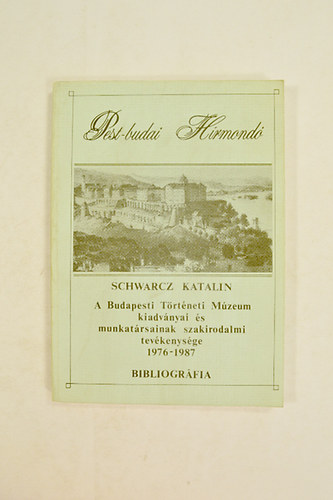 Pest-budai Hírmondó
SCHWARCZ KATALIN
A Budapesti Történeti Múzeum
kiadványai és
munkatársainak szakirodalmi
tevékenysége
1976-1987
BIBLIOGRÁFIA